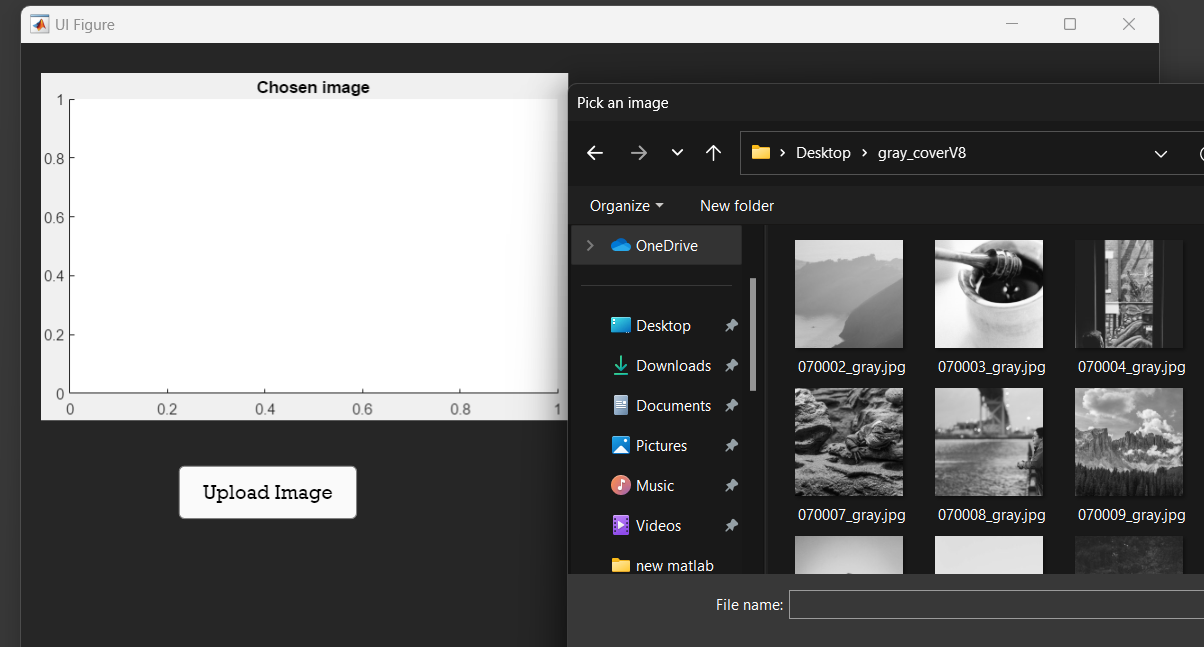 UI Figure
Chosen image
1
0.8
0.6
0.4
0.2
0
0 0.2 0.4 0.6 0.8 1
Upload Image
Pick an image
Desktop > gray_coverV8
Organize
New folder
OneDrive
Desktop
Downloads
Documents
Pictures
Music
Videos
new matlab
070002_gray.jpg 070003_gray.jpg 070004_gray.jpg
070007_gray.jpg 070008_gray.jpg 070009_gray.jpg
File name: